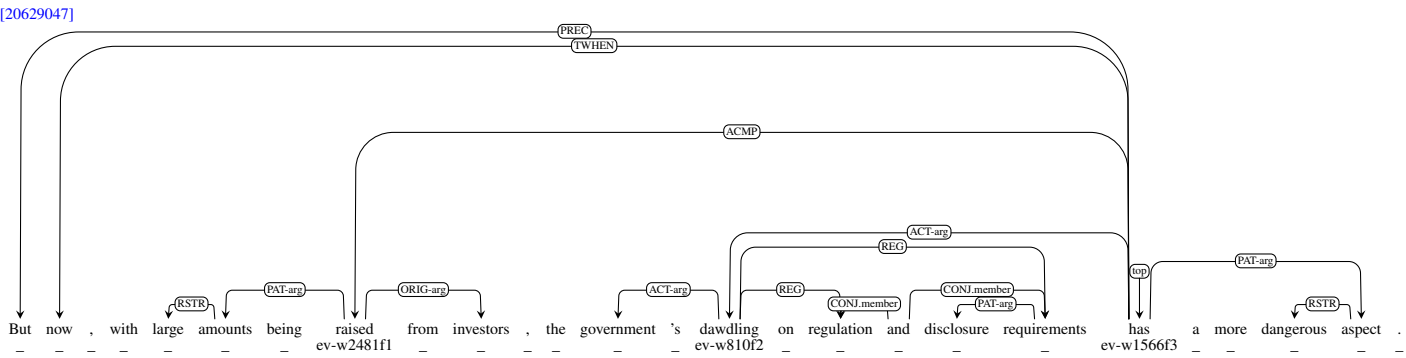 [20629047]
PREC
TWHEN
ACMP
ACT-arg
REG
PAT-arg
top
PAT-arg ORIG-arg ACT-arg REG CONJ.member
RSTR CONJ.member PAT-arg RSTR
But now , with large amounts being raised from investors , the government 's dawdling on regulation and disclosure requirements has a more dangerous aspect .
_ _ _ _ _ _ _ ev-w2481f1 _ _ _ _ _ _ ev-w810f2 _ _ _ _ _ ev-w1566f3 _ _ _ _ _